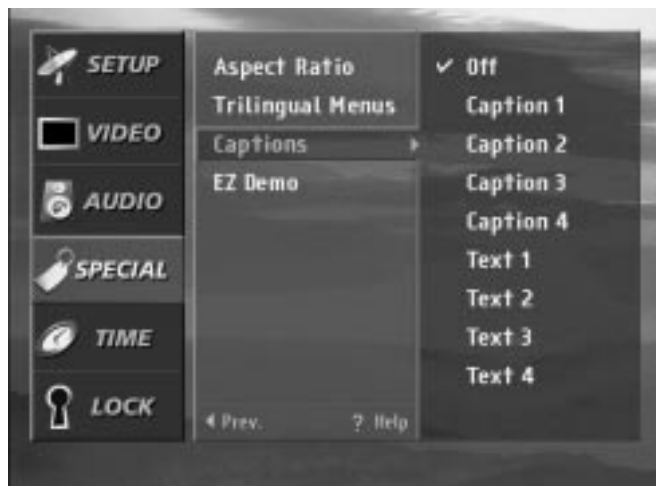 SETUP
VIDEO
AUDIO
SPECIAL
TIME
LOCK
Aspect Ratio
Trilingual Menus
Captions
EZ Demo
Prev. ? Help
✓ Off
Caption 1
Caption 2
Caption 3
Caption 4
Text 1
Text 2
Text 3
Text 4